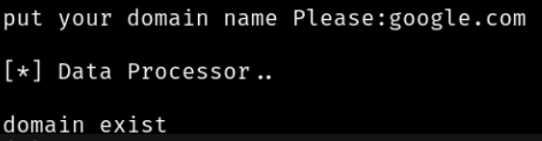 put your domain name Please:google.com
[*] Data Processor..
domain exist